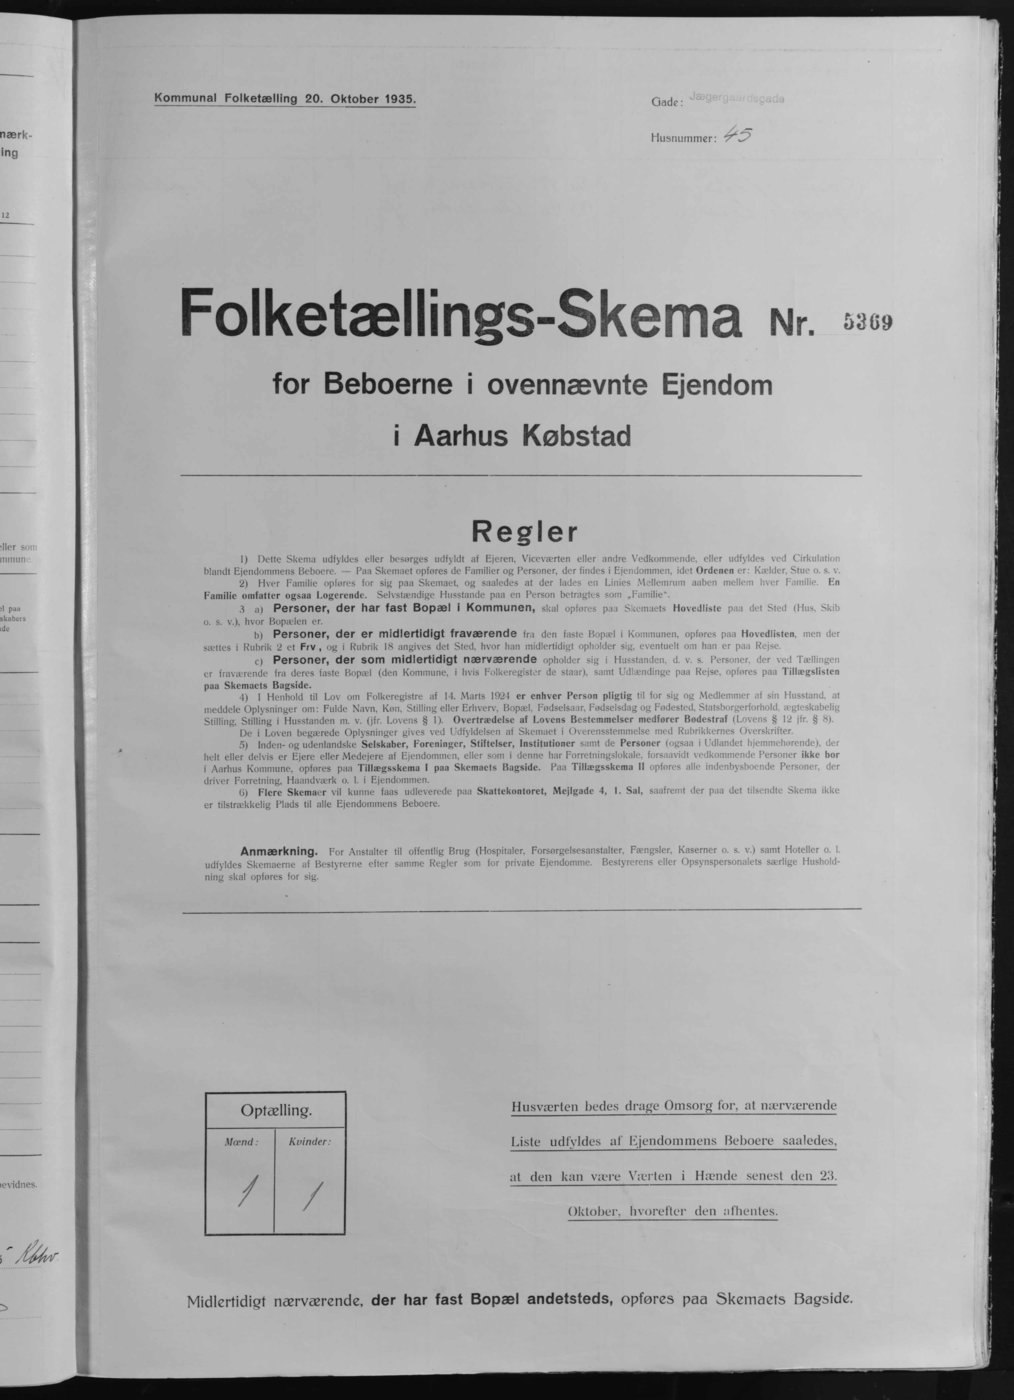 nærk-
ing
12
eller som
mmune
el paa
skabers
de
evidnes.
Kbhv.
Kommunal Folketælling 20. Oktober 1935.
Gade: Jægergaardsgade
Husnummer: 45
Folketællings-Skema Nr. 5369
for Beboerne i ovennævnte Ejendom
i Aarhus Købstad
Regler
1) Dette Skema udfyldes eller besørges udfyldt af Ejeren, Viceværten eller andre Vedkommende, eller udfyldes ved Cirkulation
blandt Ejendommens Beboere. — Paa Skemaet opføres de Familier og Personer, der findes i Ejendommen, idet Ordenen er: Kælder, Stue o. s. v.
2) Hver Familie opføres for sig paa Skemaet, og saaledes at der lades en Linies Mellemrum aaben mellem hver Familie. En
Familie omfatter ogsaa Logerende. Selvstændige Husstande paa en Person betragtes som „Familie“.
3 a) Personer, der har fast Bopæl i Kommunen, skal opføres paa Skemaets Hovedliste paa det Sted (Hus, Skib
o. s. v.), hvor Bopælen er.
b) Personer, der er midlertidigt fraværende fra den faste Bopæl i Kommunen, opføres paa Hovedlisten, men der
sættes i Rubrik 2 et Frv., og i Rubrik 18 angives det Sted, hvor han midlertidigt opholder sig, eventuelt om han er paa Rejse.
c) Personer, der som midlertidigt nærværende opholder sig i Husstanden, d. v. s. Personer, der ved Tællingen
er fraværende fra deres faste Bopæl (den Kommune, i hvis Folkeregister de staar), samt Udlændinge paa Rejse, opføres paa Tillægslisten
paa Skemaets Bagside.
4) I Henhold til Lov om Folkeregistre af 14. Marts 1924 er enhver Person pligtig til for sig og Medlemmer af sin Husstand, at
meddele Oplysninger om: Fulde Navn, Køn, Stilling eller Erhverv, Bopæl, Fødselsaar, Fødselsdag og Fødested, Statsborgerforhold, ægteskabelig
Stilling, Stilling i Husstanden m. v. (jfr. Lovens § 1). Overtrædelse af Lovens Bestemmelser medfører Bødestraf (Lovens § 12 jfr. § 8).
De i Loven begærede Oplysninger gives ved Udfyldelsen af Skemaet i Overensstemmelse med Rubrikkernes Overskrifter.
5) Inden- og udenlandske Selskaber, Foreninger, Stiftelser, Institutioner samt de Personer (ogsaa i Udlandet hjemmehørende), der
helt eller delvis er Ejere eller Medejere af Ejendommen, eller som i denne har Forretningslokale, forsaavidt vedkommende Personer ikke bor
i Aarhus Kommune, opføres paa Tillægsskema I paa Skemaets Bagside. Paa Tillægsskema II opføres alle indenbysboende Personer, der
driver Forretning, Haandværk o. l. i Ejendommen.
6) Flere Skemaer vil kunne faas udleverede paa Skattekontoret, Mejlgade 4, 1. Sal, saafremt der paa det tilsendte Skema ikke
er tilstrækkelig Plads til alle Ejendommens Beboere.
Anmærkning. For Anstalter til offentlig Brug (Hospitaler, Forsørgelsesanstalter, Fængsler, Kaserner o. s. v.) samt Hoteller o. l.
udfyldes Skemaerne af Bestyrerne efter samme Regler som for private Ejendomme. Bestyrerens eller Opsynspersonalets særlige Hushold-
ning skal opføres for sig.
Optælling.
Mænd: Kvinder:
1 1
Husværten bedes drage Omsorg for, at nærværende
Liste udfyldes af Ejendommens Beboere saaledes,
at den kan være Værten i Hænde senest den 23.
Oktober, hvorefter den afhentes.
Midlertidigt nærværende, der har fast Bopæl andetsteds, opføres paa Skemaets Bagside.